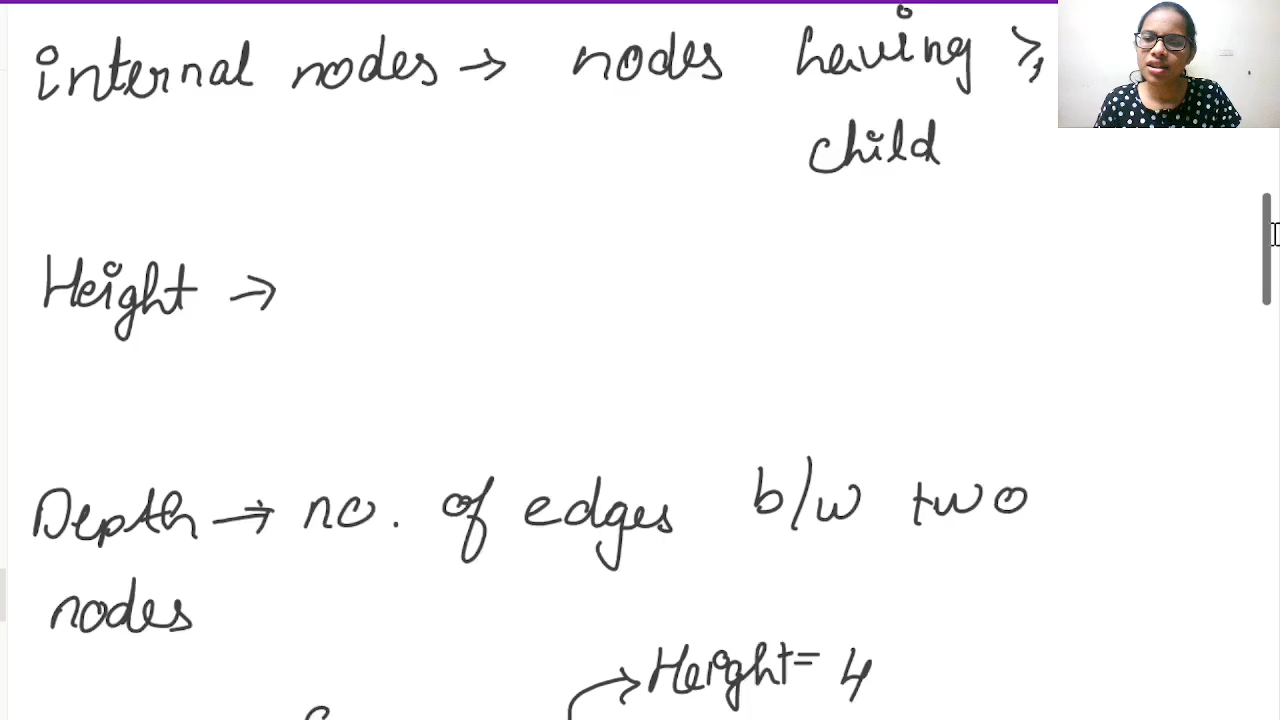 internal nodes → nodes having ≥
child
Height →
Depth → no. of edges b/w two
nodes
Height = 4